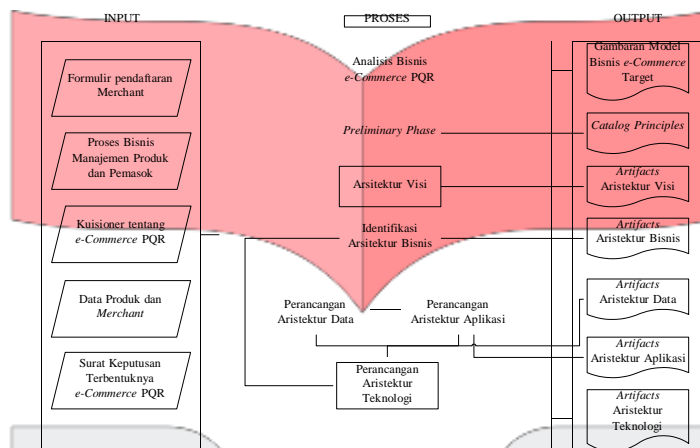 INPUT
Formulir pendaftaran
Merchant
Proses Bisnis
Manajemen Produk
dan Pemasok
Kuisioner tentang
e-Commerce PQR
Data Produk dan
Merchant
Surat Keputusan
Terbentuknya
e-Commerce PQR
PROSES
Analisis Bisnis
e-Commerce PQR
Preliminary Phase
Arsitektur Visi
Identifikasi
Arsitektur Bisnis
Perancangan
Aristektur Data
Perancangan
Aristektur Aplikasi
Perancangan
Aristektur
Teknologi
OUTPUT
Gambaran Model
Bisnis e-Commerce
Target
Catalog Principles
Artifacts
Aristektur Visi
Artifacts
Aristektur Bisnis
Artifacts
Aristektur Data
Artifacts
Aristektur Aplikasi
Artifacts
Aristektur
Teknologi